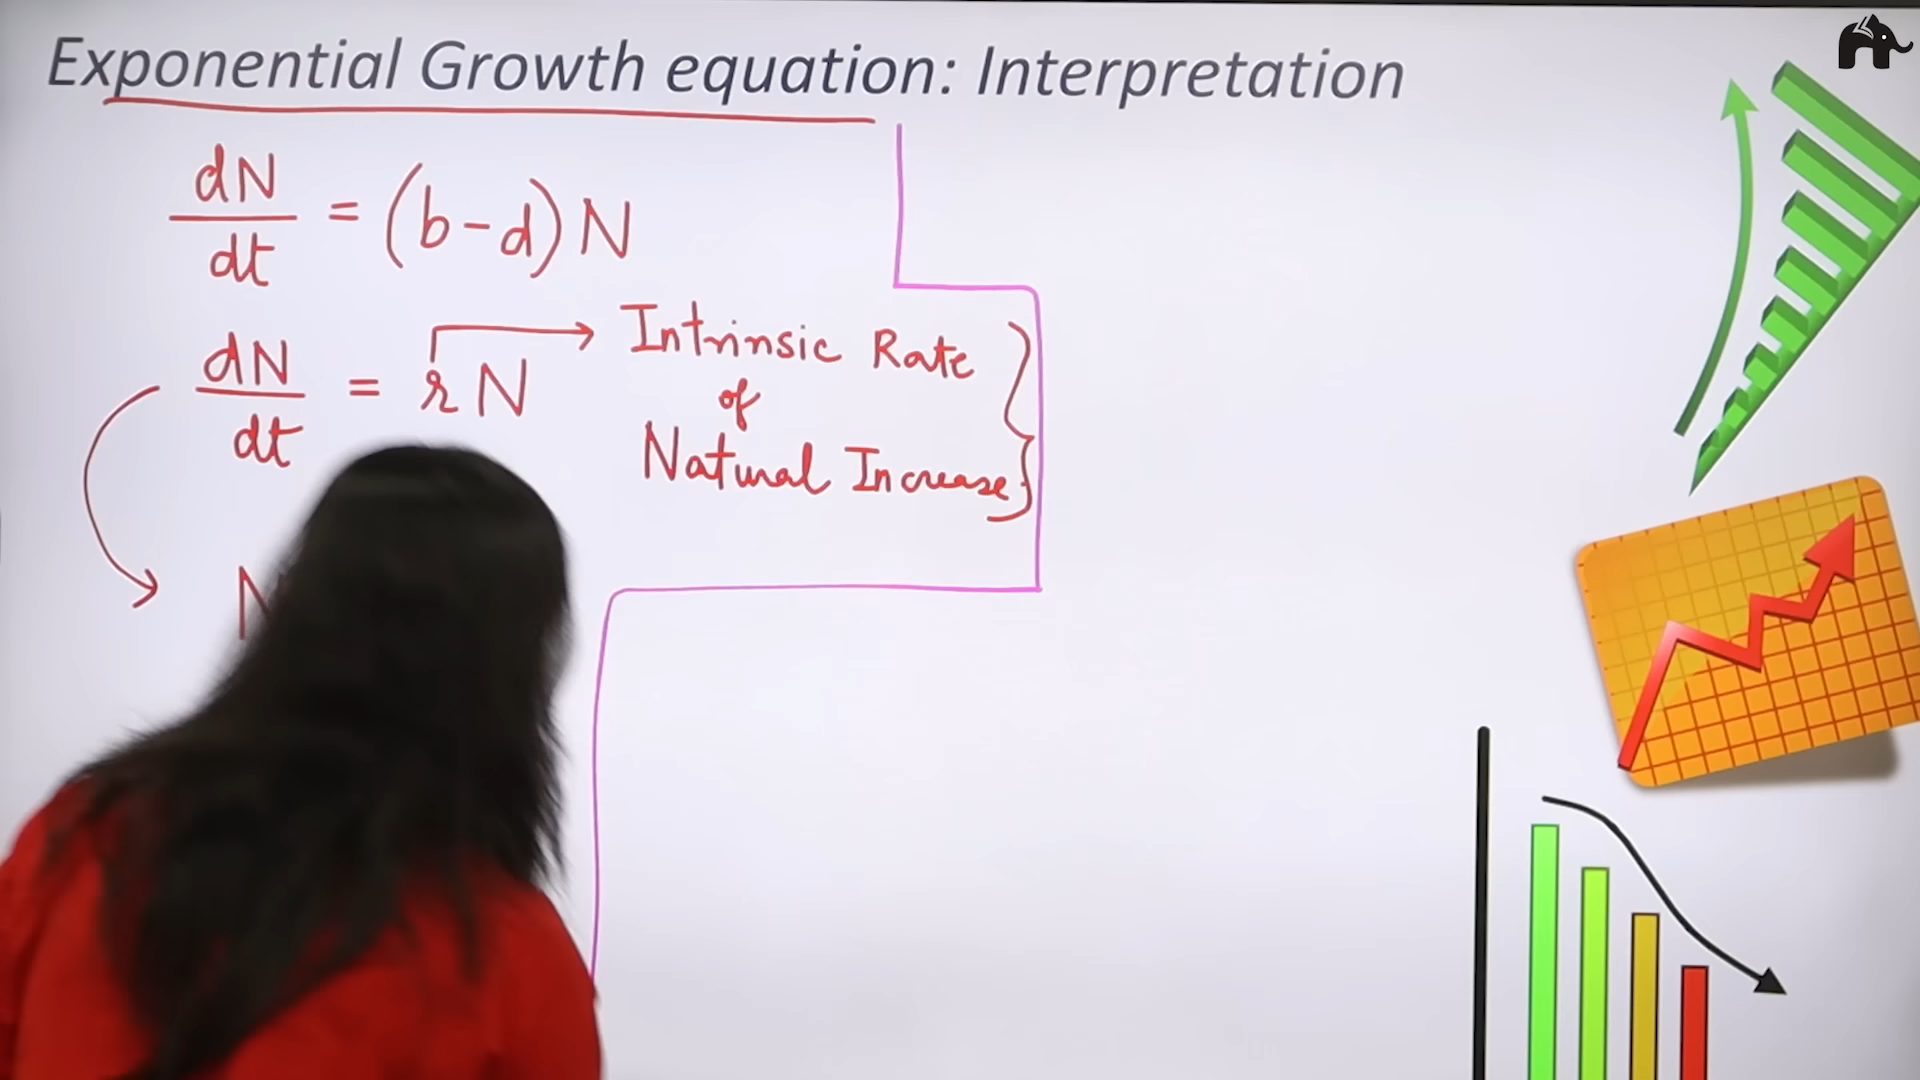 Exponential Growth equation: Interpretation
dN
dt
= (b-d) N
dN
dt
= r N
Intrinsic Rate
of
Natural Increase
N